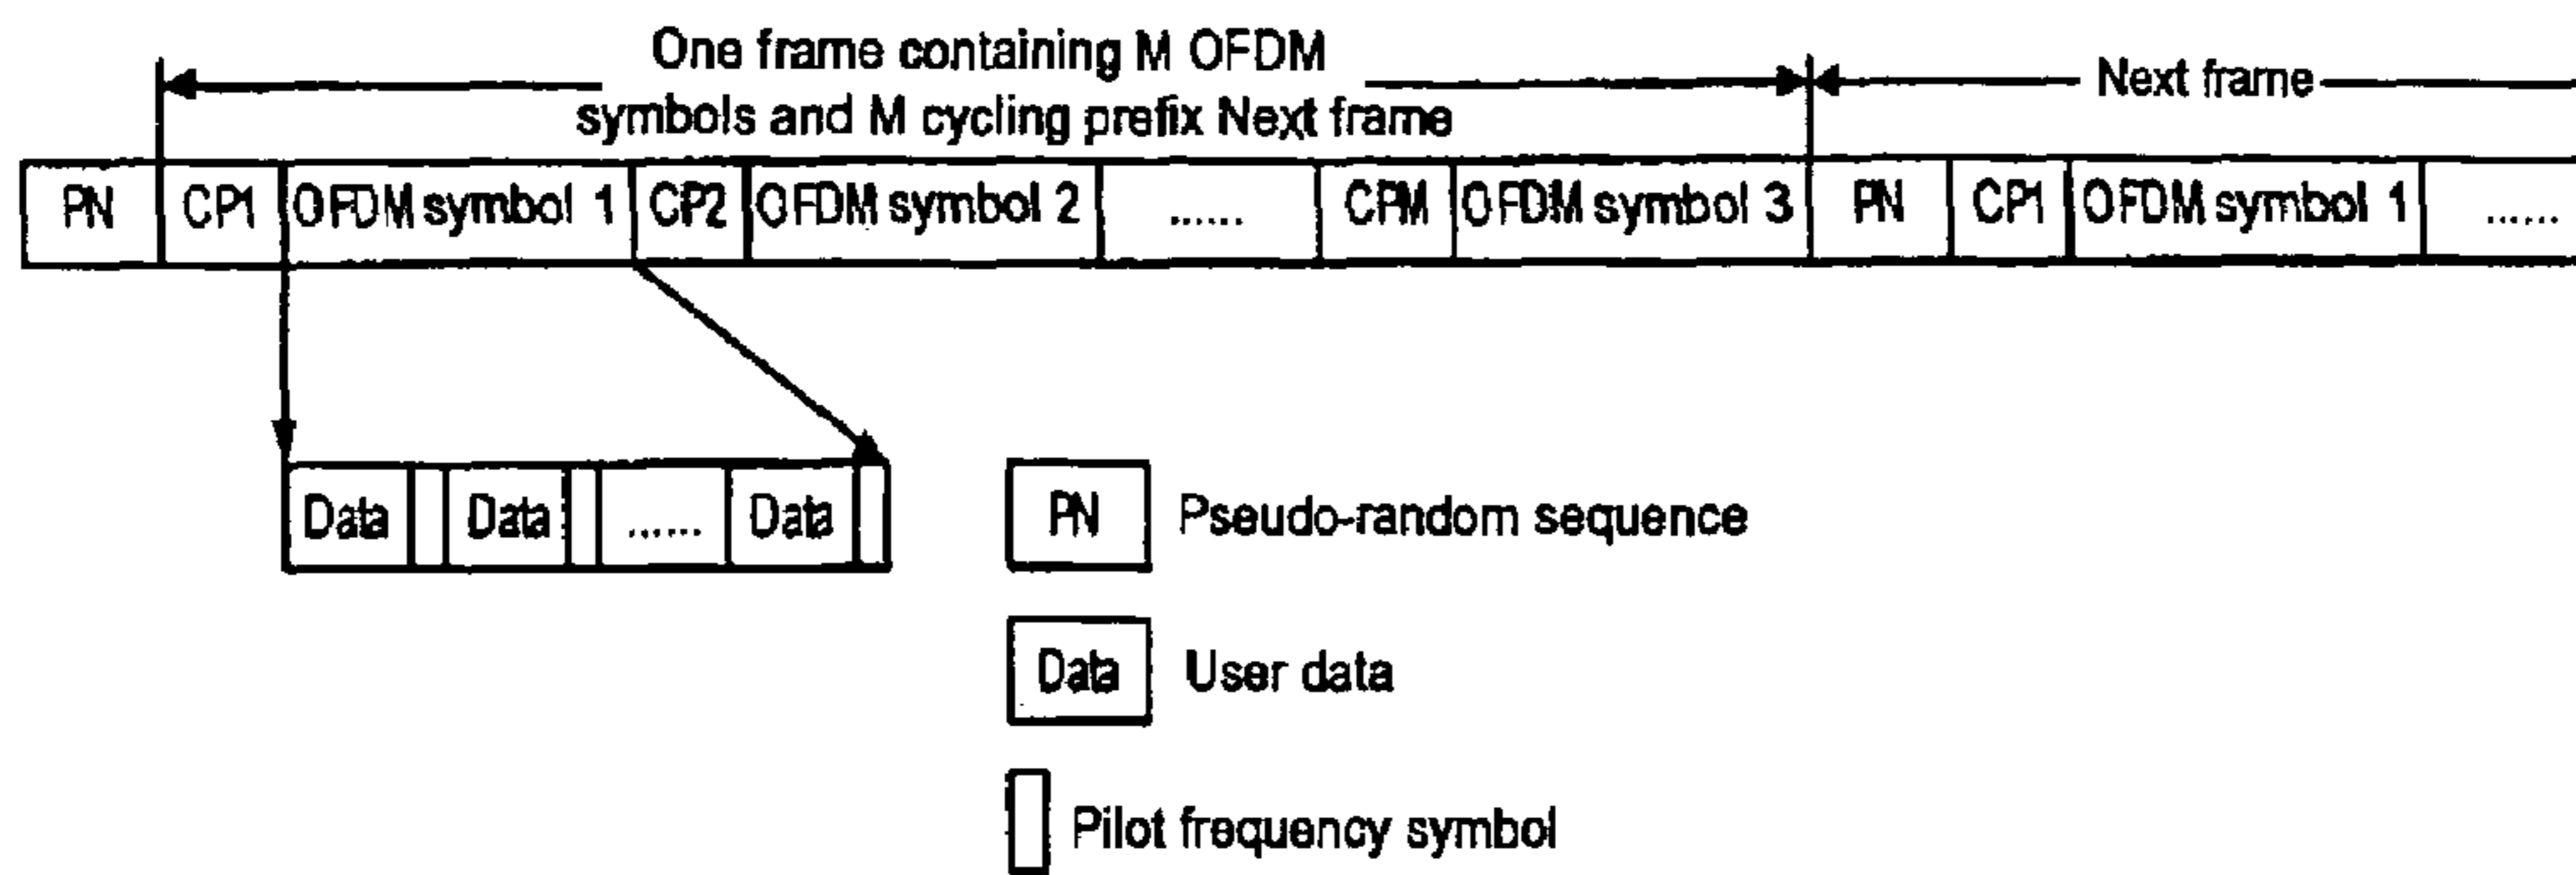 One frame containing M OFDM
symbols and M cycling prefix Next frame
Next frame
PN CP1 OFDM symbol 1 CP2 OFDM symbol 2 ...... CPM OFDM symbol 3 PN CP1 OFDM symbol 1 ......
Data Data ...... Data
PN Pseudo-random sequence
Data User data
Pilot frequency symbol